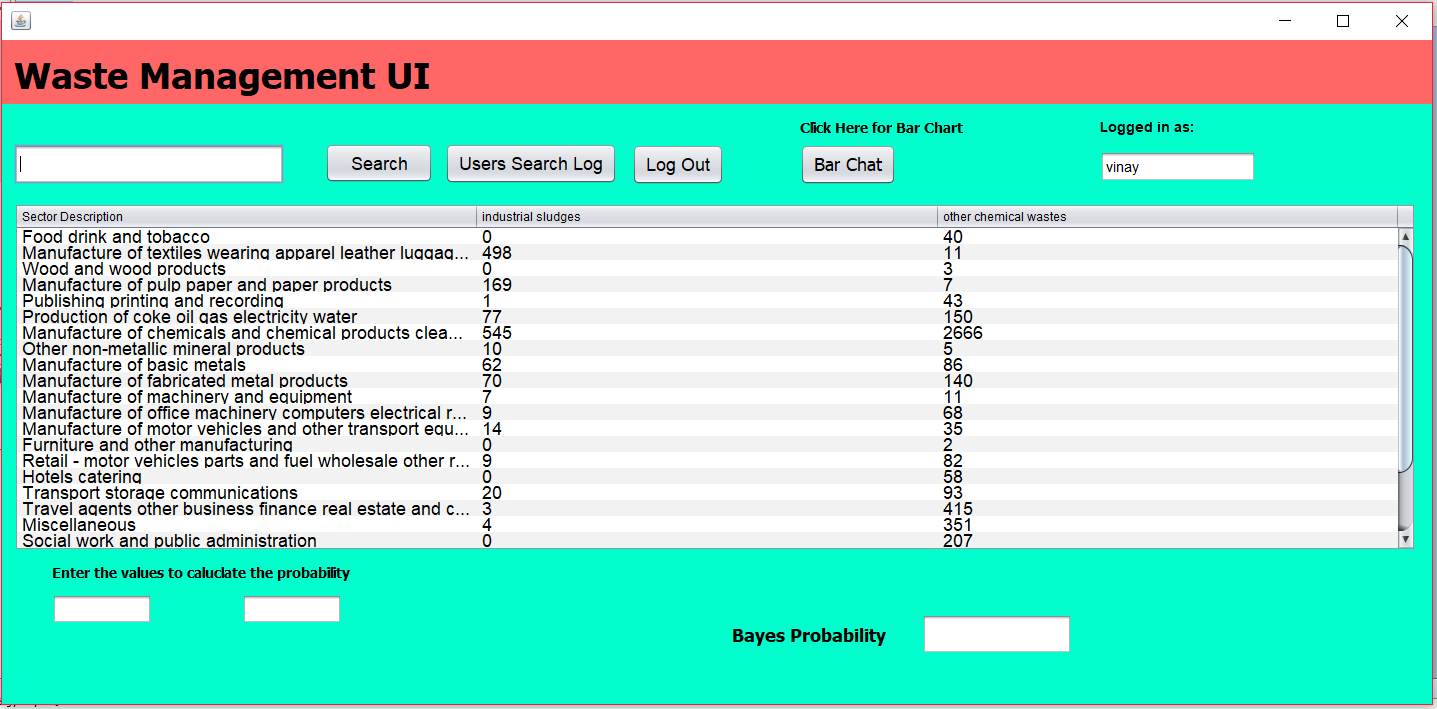 Waste Management UI
Click Here for Bar Chart Logged in as:
Search Users Search Log Log Out Bar Chat vinay
Sector Description industrial sludges other chemical wastes
Food drink and tobacco 0 40
Manufacture of textiles wearing apparel leather luggag... 498 11
Wood and wood products 0 3
Manufacture of pulp paper and paper products 169 7
Publishing printing and recording 1 43
Production of coke oil gas electricity water 77 150
Manufacture of chemicals and chemical products clea... 545 2666
Other non-metallic mineral products 10 5
Manufacture of basic metals 62 86
Manufacture of fabricated metal products 70 140
Manufacture of machinery and equipment 7 11
Manufacture of office machinery computers electrical r... 9 68
Manufacture of motor vehicles and other transport equ... 14 35
Furniture and other manufacturing 0 2
Retail - motor vehicles parts and fuel wholesale other r... 9 82
Hotels catering 0 58
Transport storage communications 20 93
Travel agents other business finance real estate and c... 3 415
Miscellaneous 4 351
Social work and public administration 0 207
Enter the values to caluclate the probability
Bayes Probability